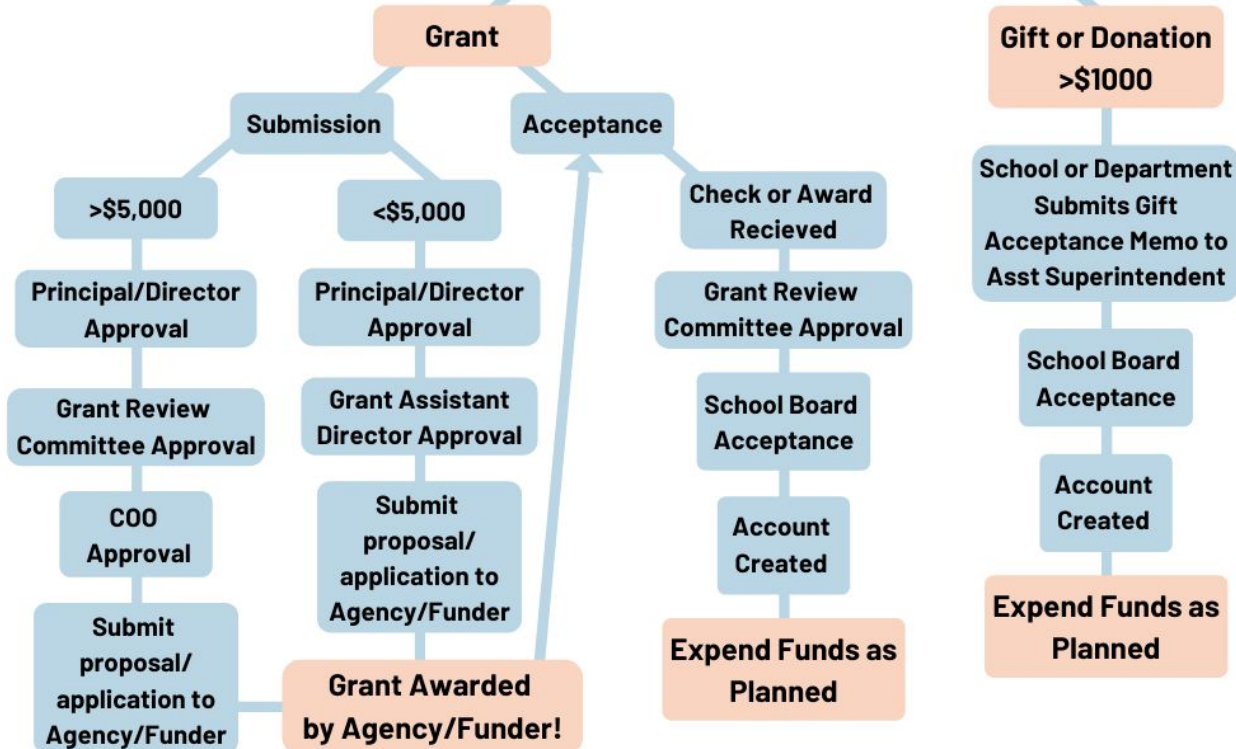 Grant
Submission
>$5,000
Principal/Director
Approval
Grant Review
Committee Approval
COO
Approval
Submit
proposal/
application to
Agency/Funder
<$5,000
Principal/Director
Approval
Grant Assistant
Director Approval
Submit
proposal/
application to
Agency/Funder
Grant Awarded
by Agency/Funder!
Acceptance
Check or Award
Recieved
Grant Review
Committee Approval
School Board
Acceptance
Account
Created
Expend Funds as
Planned
Gift or Donation
>$1000
School or Department
Submits Gift
Acceptance Memo to
Asst Superintendent
School Board
Acceptance
Account
Created
Expend Funds as
Planned